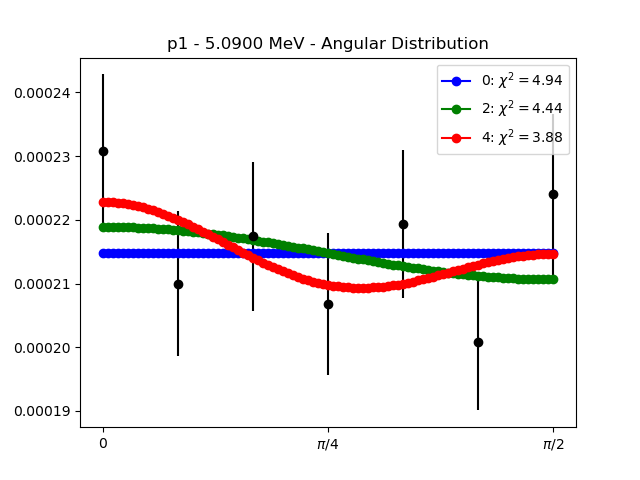 p1 - 5.0900 MeV - Angular Distribution
0: χ² = 4.94
2: χ² = 4.44
4: χ² = 3.88
0.00024
0.00023
0.00022
0.00021
0.00020
0.00019
0
π/4
π/2